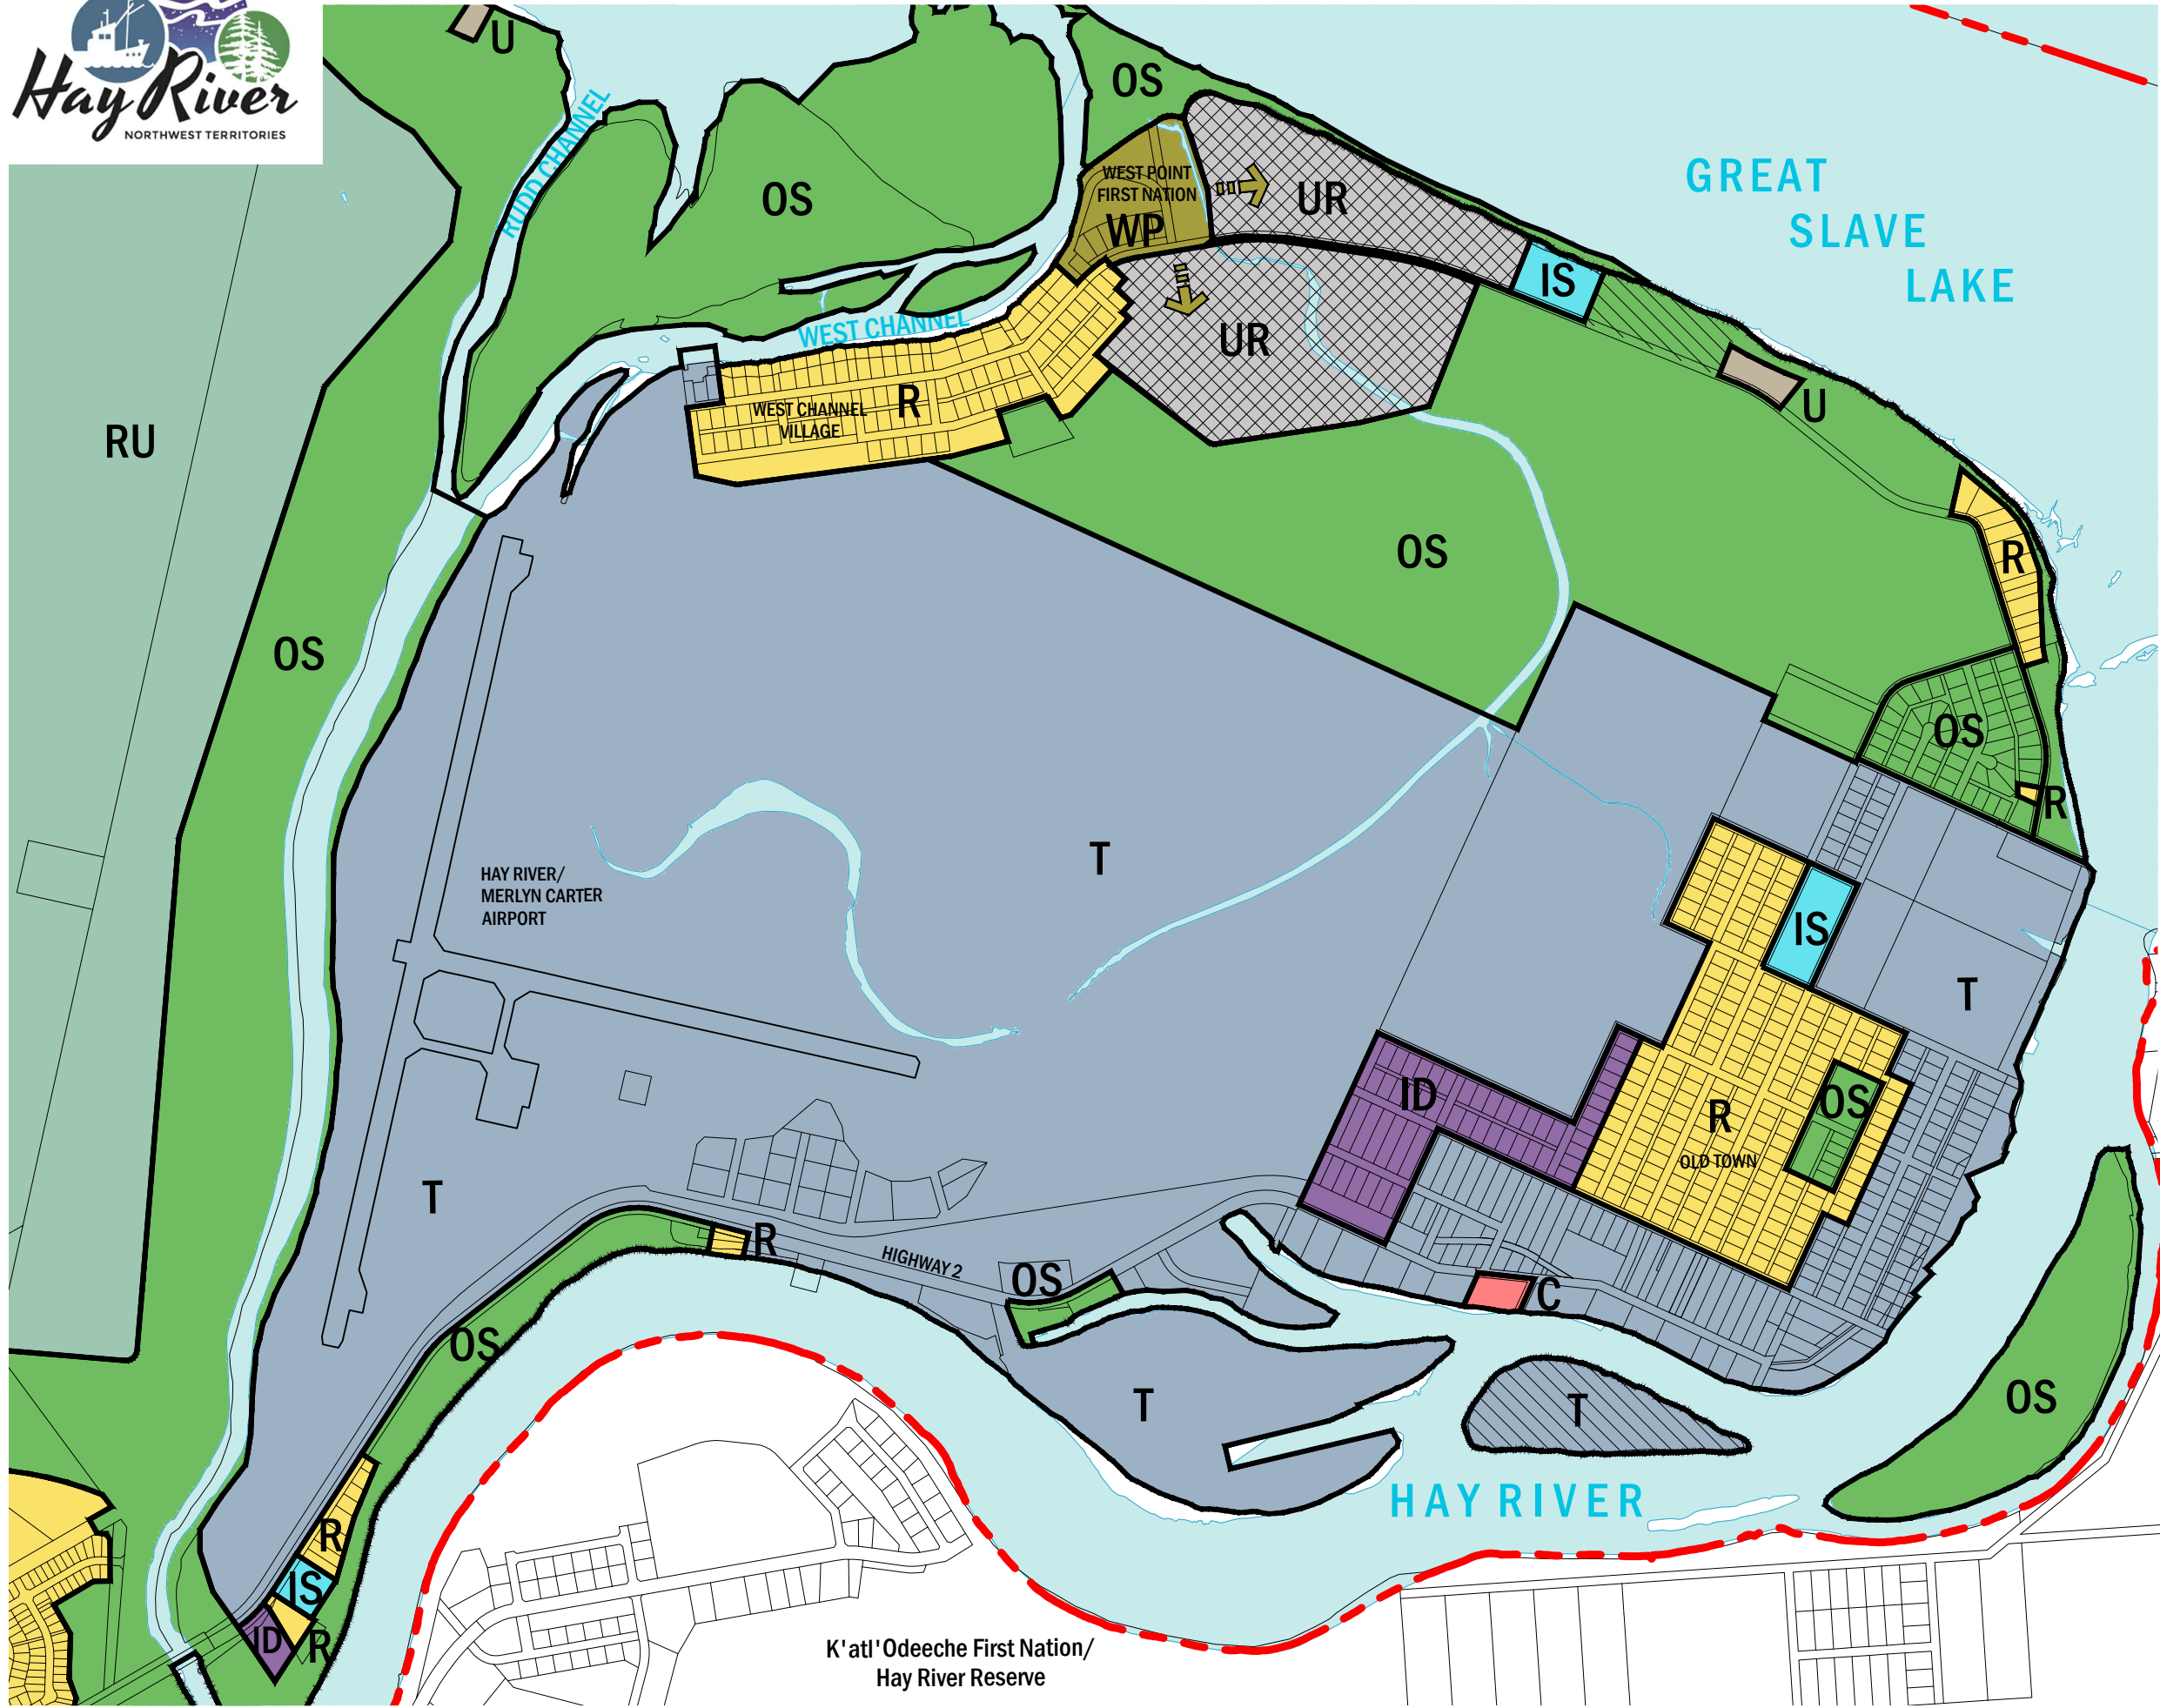 Hay River
NORTHWEST TERRITORIES
U
OS
RUDD CHANNEL
OS
WEST POINT
FIRST NATION
WP
UR
GREAT
SLAVE
LAKE
IS
WEST CHANNEL
UR
U
RU
WEST CHANNEL
VILLAGE
R
OS
R
OS
OS
R
T
HAY RIVER/
MERLYN CARTER
AIRPORT
IS
T
ID
OS
R
OLD TOWN
T
R
HIGHWAY 2
OS
C
OS
T
T
OS
HAY RIVER
R
IS
ID
R
K'atl'Odeeche First Nation/
Hay River Reserve